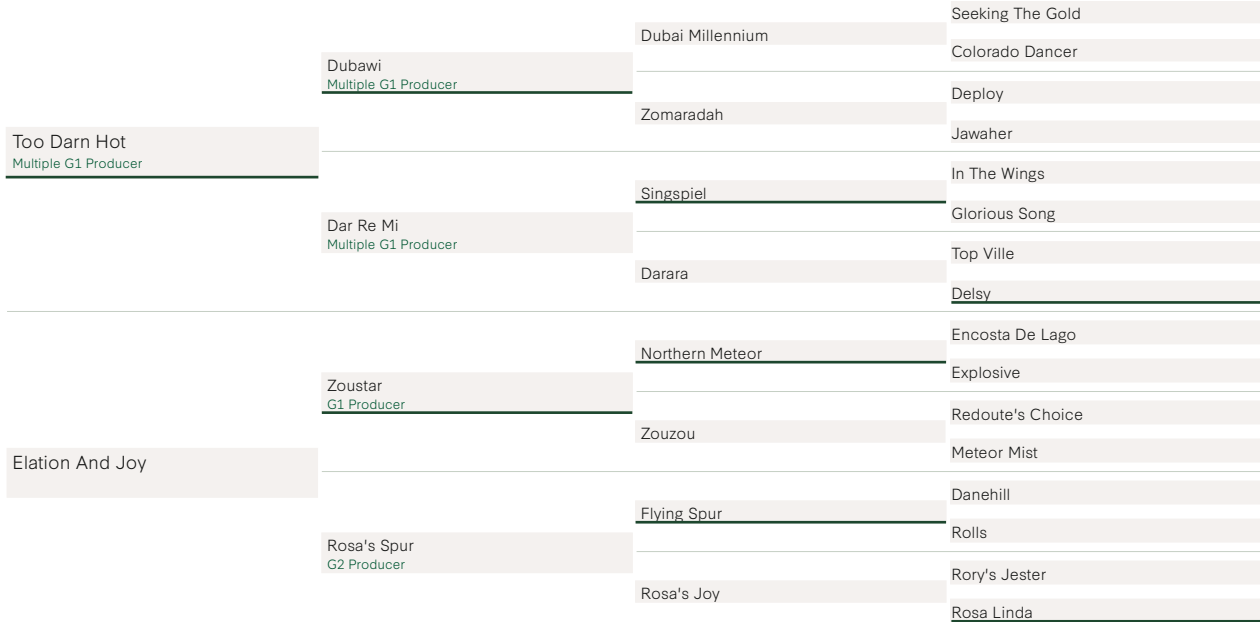 Too Darn Hot
Multiple G1 Producer
Elation And Joy
Dubawi
Multiple G1 Producer
Dar Re Mi
Multiple G1 Producer
Zoustar
G1 Producer
Rosa's Spur
G2 Producer
Dubai Millennium
Zomaradah
Singspiel
Darara
Northern Meteor
Zouzou
Flying Spur
Rosa's Joy
Seeking The Gold
Colorado Dancer
Deploy
Jawaher
In The Wings
Glorious Song
Top Ville
Delsy
Encosta De Lago
Explosive
Redoute's Choice
Meteor Mist
Danehill
Rolls
Rory's Jester
Rosa Linda